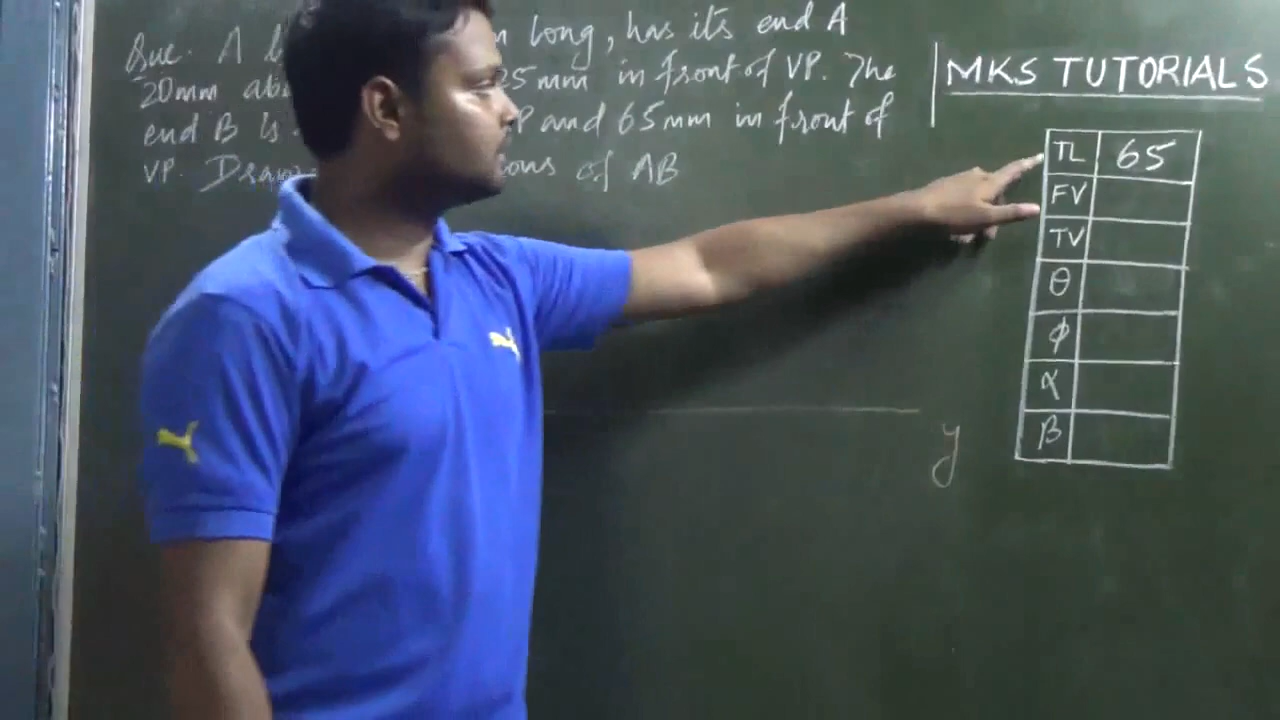 Que. A long, has its end A
20mm 25mm in front of VP. The
end B is and 65mm in front of
VP. Draw of AB
MKS TUTORIALS
TL 65
FV
TV
θ
φ
α
β
y